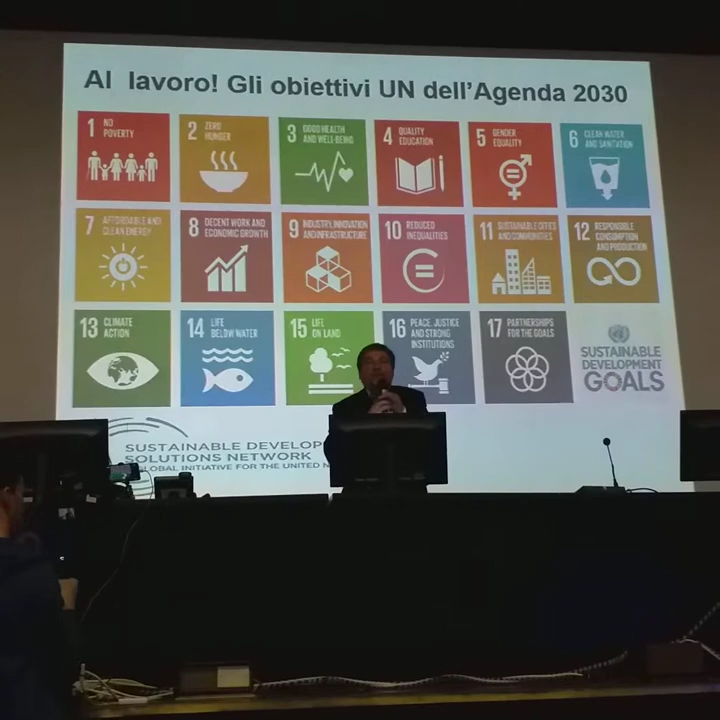 Al lavoro! Gli obiettivi UN dell'Agenda 2030
1 NO
POVERTY
2 ZERO
HUNGER
3 GOOD HEALTH
AND WELL-BEING
4 QUALITY
EDUCATION
5 GENDER
EQUALITY
6 CLEAN WATER
AND SANITATION
7 AFFORDABLE AND
CLEAN ENERGY
8 DECENT WORK AND
ECONOMIC GROWTH
9 INDUSTRY, INNOVATION
AND INFRASTRUCTURE
10 REDUCED
INEQUALITIES
11 SUSTAINABLE CITIES
AND COMMUNITIES
12 RESPONSIBLE
CONSUMPTION
AND PRODUCTION
13 CLIMATE
ACTION
14 LIFE
BELOW WATER
15 LIFE
ON LAND
16 PEACE, JUSTICE
AND STRONG
INSTITUTIONS
17 PARTNERSHIPS
FOR THE GOALS
SUSTAINABLE
DEVELOPMENT
GOALS
SUSTAINABLE DEVELOP
SOLUTIONS NETWORK
GLOBAL INITIATIVE FOR THE UNITED N